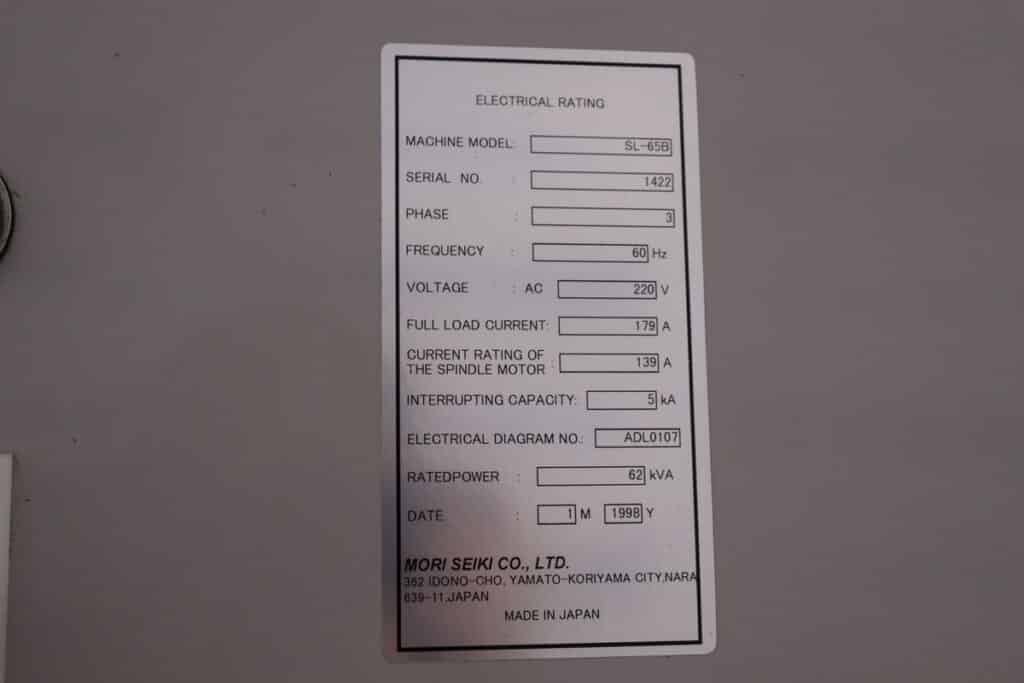 ELECTRICAL RATING
MACHINE MODEL: SL-65B
SERIAL NO. : 1422
PHASE : 3
FREQUENCY : 60 Hz
VOLTAGE : AC 220 V
FULL LOAD CURRENT: 179 A
CURRENT RATING OF
THE SPINDLE MOTOR : 139 A
INTERRUPTING CAPACITY: 5 kA
ELECTRICAL DIAGRAM NO.: ADL0107
RATEDPOWER : 62 kVA
DATE : 1 M 1998 Y
MORI SEIKI CO., LTD.
362 IDONO-CHO, YAMATO-KORIYAMA CITY,NARA
639-11,JAPAN
MADE IN JAPAN